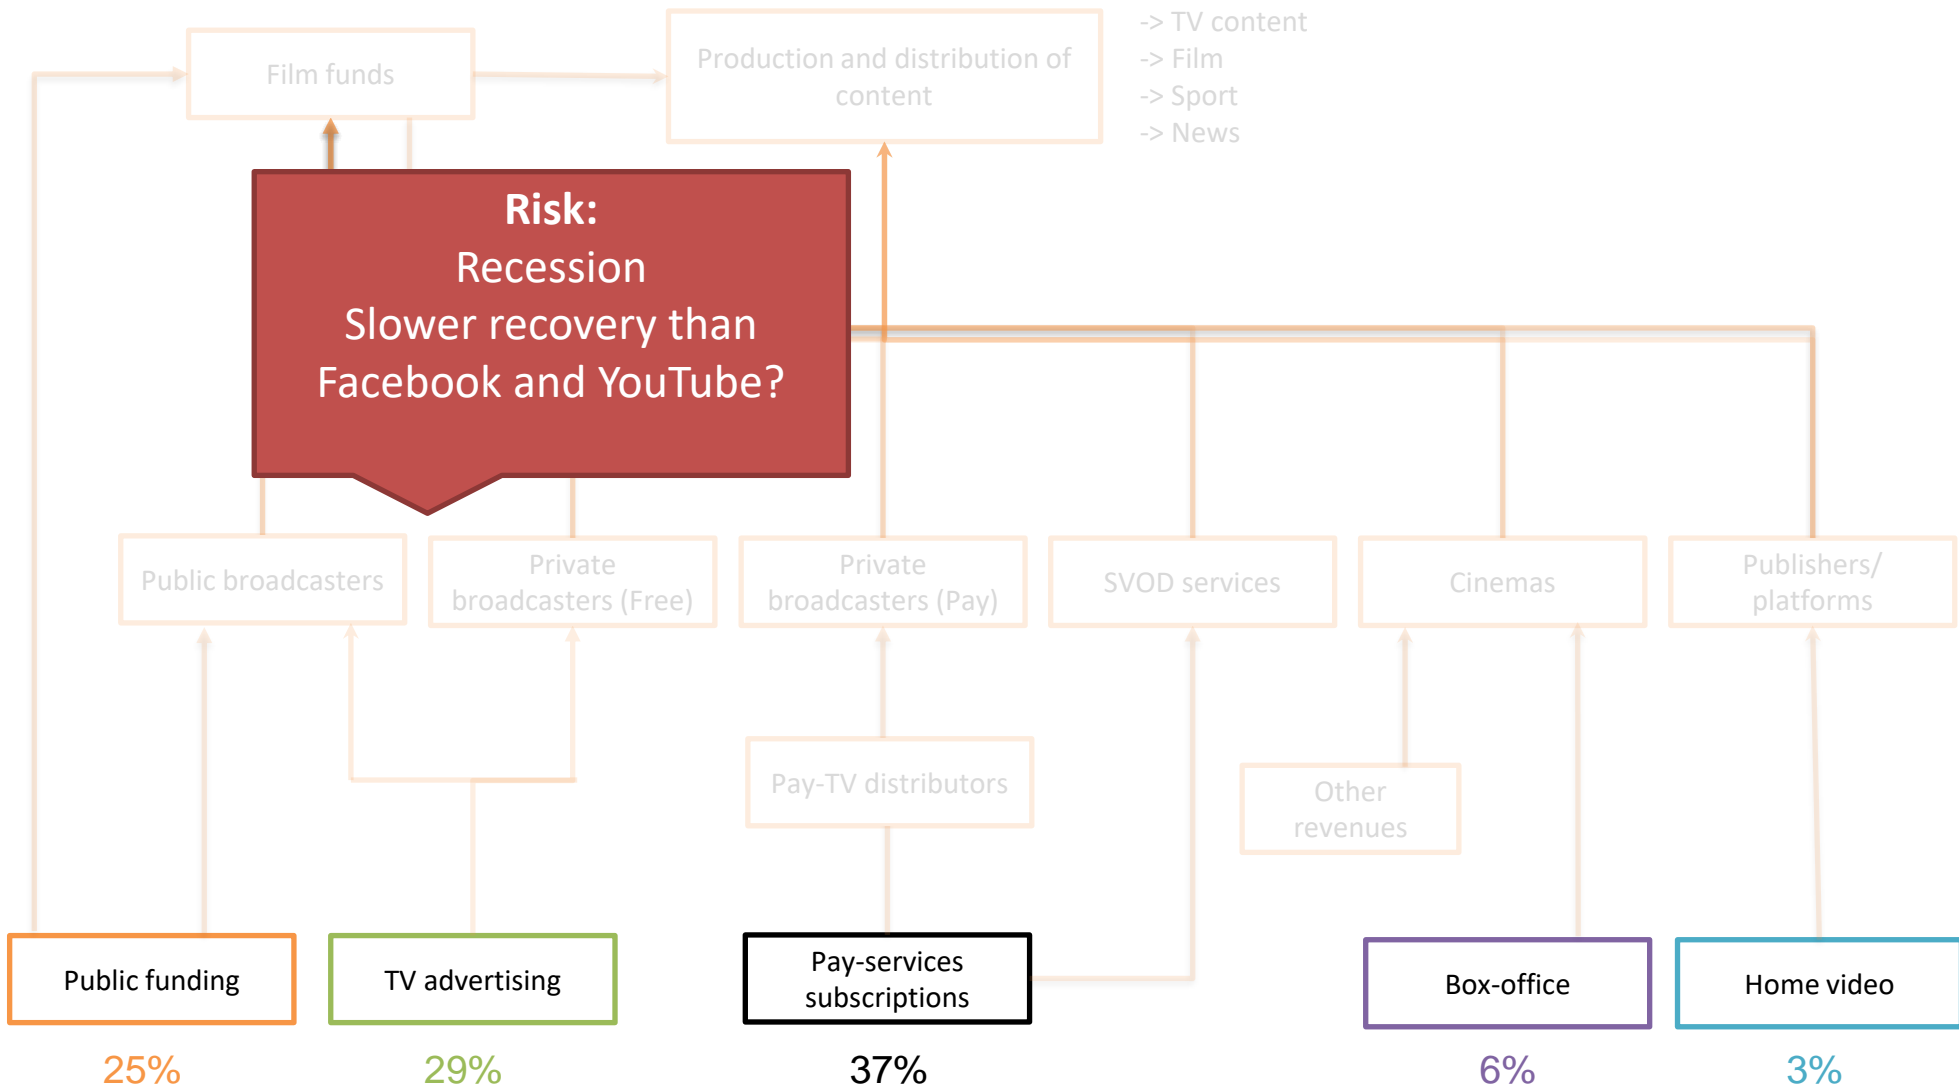 -> TV content
-> Film
-> Sport
-> News
Film funds
Production and distribution of
content
Risk:
Recession
Slower recovery than
Facebook and YouTube?
Public broadcasters
Private
broadcasters (Free)
Private
broadcasters (Pay)
SVOD services
Cinemas
Publishers/
platforms
Pay-TV distributors
Other
revenues
Public funding
TV advertising
Pay-services
subscriptions
Box-office
Home video
25%
29%
37%
6%
3%